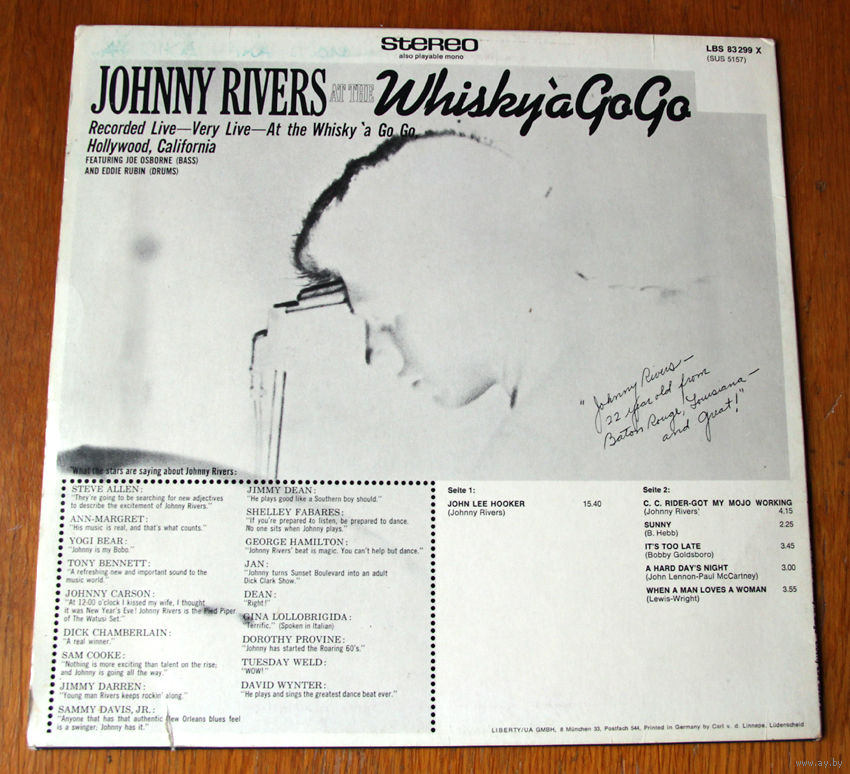 STEREO
also playable mono
LBS 83 299 X
(SUS 5157)
JOHNNY RIVERS AT THE Whisky 'a Go Go
Recorded Live—Very Live—At the Whisky 'a Go Go
Hollywood, California
FEATURING JOE OSBORNE (BASS)
AND EDDIE RUBIN (DRUMS)
"Johnny Rivers—
22 year old from
Baton Rouge, Louisiana—
and Great!"
"What the stars are saying about Johnny Rivers:
STEVE ALLEN:
"They're going to be searching for new adjectives
to describe the excitement of Johnny Rivers."
ANN-MARGRET:
"His music is real, and that's what counts."
YOGI BEAR:
"Johnny is my Bobo."
TONY BENNETT:
"A refreshing new and important sound to the
music world."
JOHNNY CARSON:
"At 12:00 o'clock I kissed my wife, I thought
it was New Year's Eve! Johnny Rivers is the Pied Piper
of The Watusi Set."
DICK CHAMBERLAIN:
"A real winner."
SAM COOKE:
"Nothing is more exciting than talent on the rise;
and Johnny is going all the way."
JIMMY DARREN:
"Young man Rivers keeps rockin' along."
SAMMY DAVIS, JR.:
"Anyone that has that authentic New Orleans blues feel
is a swinger, Johnny has it."
JIMMY DEAN:
"He plays good like a Southern boy should."
SHELLEY FABARES:
"If you're prepared to listen, be prepared to dance.
No one sits when Johnny plays."
GEORGE HAMILTON:
"Johnny Rivers' beat is magic. You can't help but dance."
JAN:
"Johnny turns Sunset Boulevard into an adult
Dick Clark Show."
DEAN:
"Right!"
GINA LOLLOBRIGIDA:
"Terrific." (Spoken in Italian)
DOROTHY PROVINE:
"Johnny has started the Roaring 60's."
TUESDAY WELD:
"WOW!"
DAVID WYNTER:
"He plays and sings the greatest dance beat ever."
Seite 1:
JOHN LEE HOOKER 15.40
(Johnny Rivers)
Seite 2:
C. C. RIDER-GOT MY MOJO WORKING
(Johnny Rivers) 4,15
SUNNY 2.25
(B. Hebb)
IT'S TOO LATE 3.45
(Bobby Goldsboro)
A HARD DAY'S NIGHT 3.00
(John Lennon-Paul McCartney)
WHEN A MAN LOVES A WOMAN 3.55
(Lewis-Wright)
LIBERTY/UA GMBH, 8 München 33, Postfach 544, Printed in Germany by Carl v. d. Linnepe, Lüdenscheid
www.ay.by